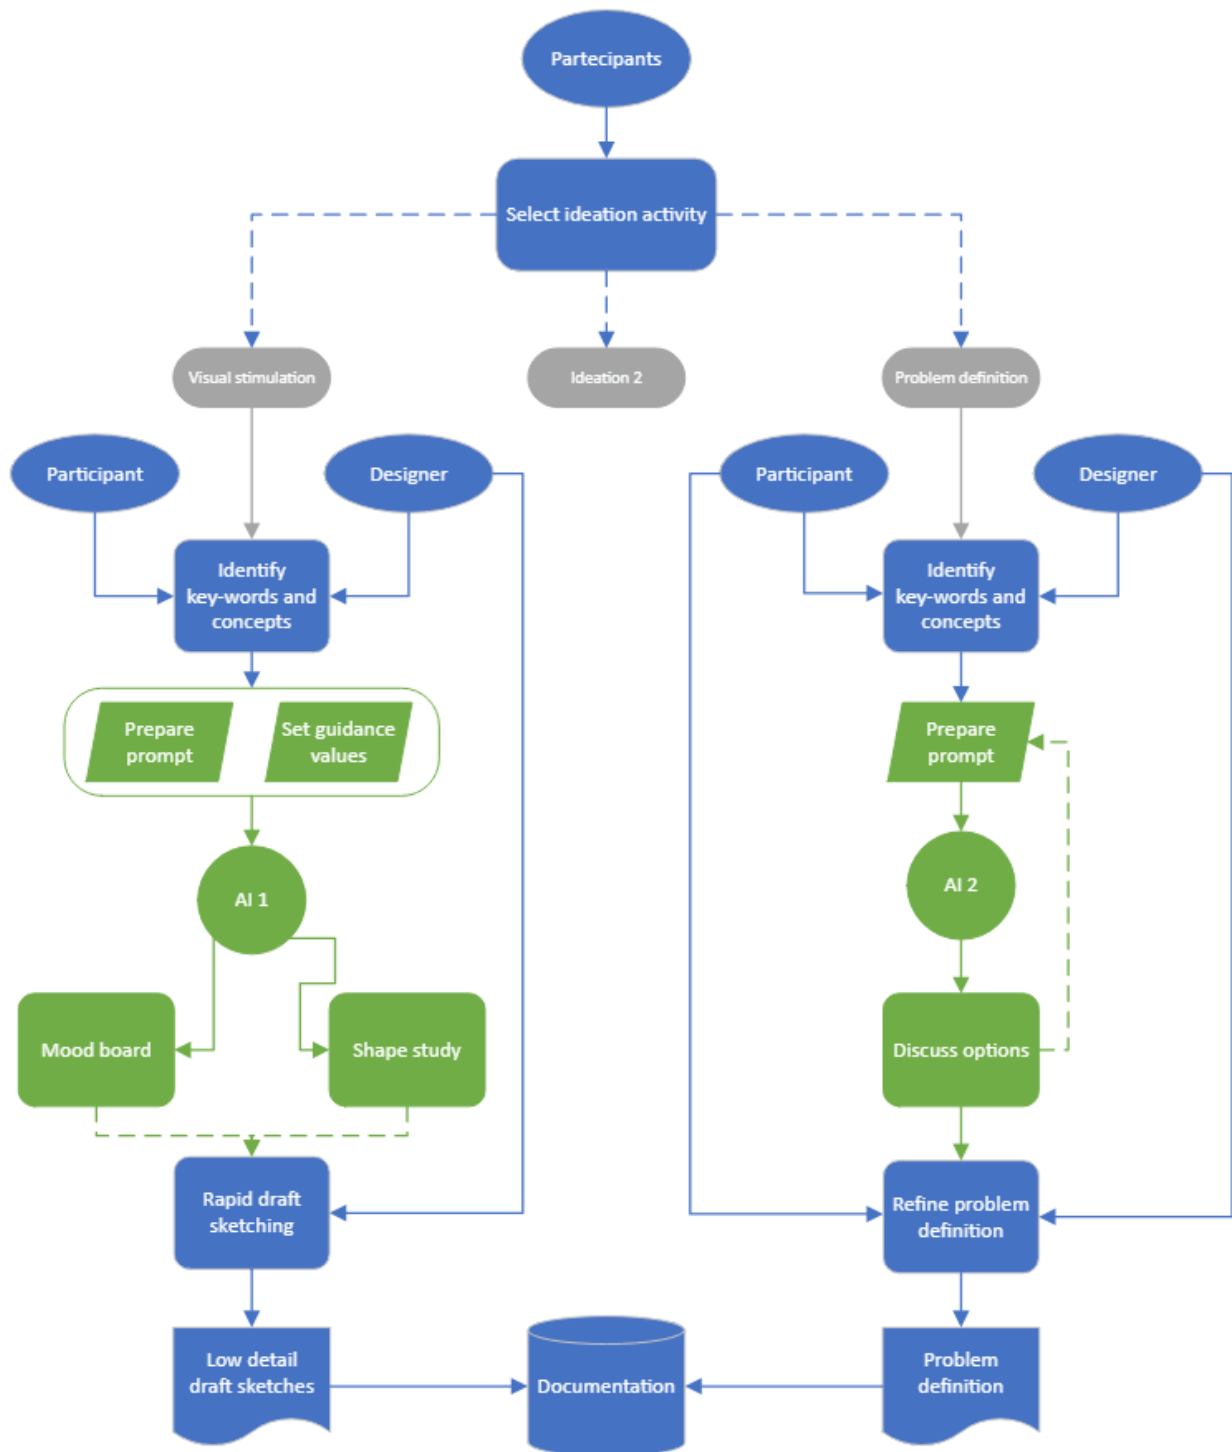 Partecipants
Select ideation activity
Visual stimulation
Ideation 2
Problem definition
Participant
Designer
Participant
Designer
Identify
key-words and
concepts
Identify
key-words and
concepts
Prepare
prompt
Set guidance
values
Prepare
prompt
AI 1
AI 2
Mood board
Shape study
Discuss options
Rapid draft
sketching
Refine problem
definition
Low detail
draft sketches
Documentation
Problem
definition